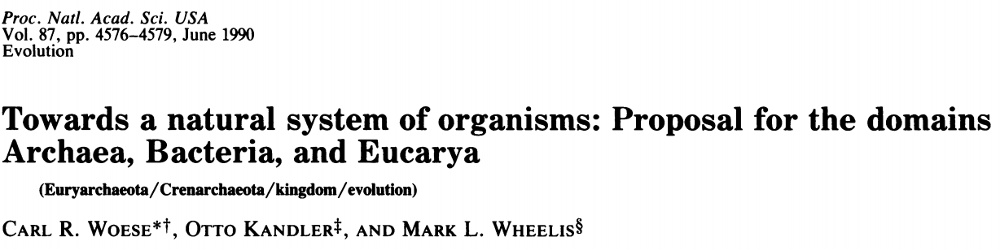 Proc. Natl. Acad. Sci. USA
Vol. 87, pp. 4576–4579, June 1990
Evolution
Towards a natural system of organisms: Proposal for the domains
Archaea, Bacteria, and Eucarya
(Euryarchaeota/Crenarchaeota/kingdom/evolution)
CARL R. WOESE*†, OTTO KANDLER‡, AND MARK L. WHEELIS§